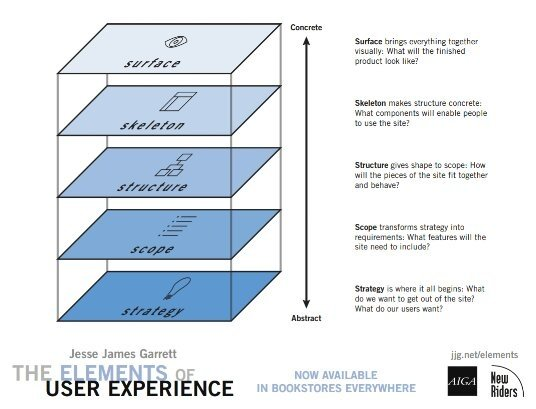 Concrete
surface
Surface brings everything together
visually: What will the finished
product look like?
skeleton
Skeleton makes structure concrete:
What components will enable people
to use the site?
structure
Structure gives shape to scope: How
will the pieces of the site fit together
and behave?
scope
Scope transforms strategy into
requirements: What features will the
site need to include?
strategy
Strategy is where it all begins: What
do we want to get out of the site?
What do our users want?
Abstract
Jesse James Garrett
THE ELEMENTS OF
USER EXPERIENCE
NOW AVAILABLE
IN BOOKSTORES EVERYWHERE
jjg.net/elements
AIGA
New
Riders